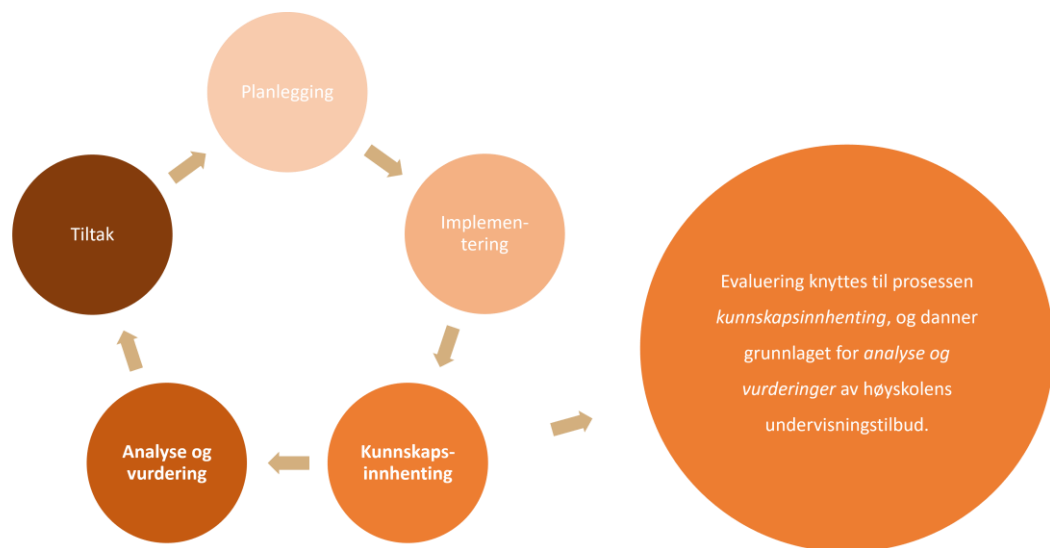 Planlegging
Implemen-
tering
Kunnskaps-
innhenting
Analyse og
vurdering
Tiltak
Evaluering knyttes til prosessen
kunnskapsinnhenting, og danner
grunnlaget for analyse og
vurderinger av høyskolens
undervisningstilbud.